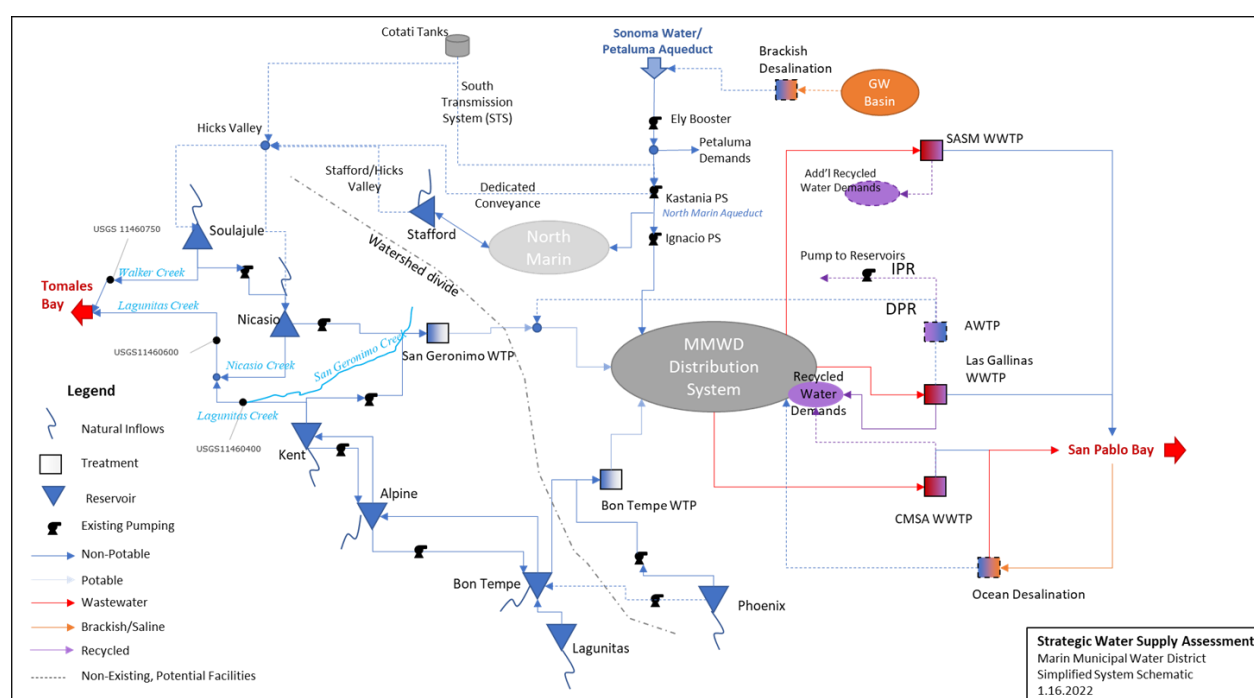 Cotati Tanks
Sonoma Water/
Petaluma Aqueduct
Brackish
Desalination
GW
Basin
South
Transmission
System (STS)
Hicks Valley
Ely Booster
Petaluma
Demands
SASM WWTP
Stafford/Hicks
Valley
Dedicated
Conveyance
Kastania PS
North Marin Aqueduct
Add'l Recycled
Water Demands
USGS 11460750
Soulajule
Stafford
North
Marin
Ignacio PS
Watershed divide
Pump to Reservoirs
IPR
Walker Creek
Tomales
Bay
Lagunitas Creek
DPR
Nicasio
AWTP
USGS11460600
San Geronimo Creek
San Geronimo WTP
MMWD
Distribution
System
Las Gallinas
WWTP
Nicasio Creek
Recycled
Water
Demands
Legend
Lagunitas Creek
Natural Inflows
USGS11460400
Kent
San Pablo Bay
Treatment
Reservoir
Alpine
Bon Tempe WTP
CMSA WWTP
Existing Pumping
Non-Potable
Potable
Bon Tempe
Phoenix
Ocean Desalination
Wastewater
Brackish/Saline
Recycled
Lagunitas
Non-Existing, Potential Facilities
Strategic Water Supply Assessment
Marin Municipal Water District
Simplified System Schematic
1.16.2022